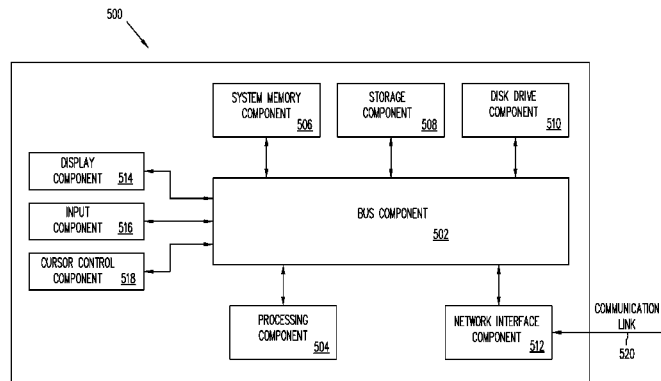 500
SYSTEM MEMORY
COMPONENT
506
STORAGE
COMPONENT
508
DISK DRIVE
COMPONENT
510
DISPLAY
COMPONENT
514
INPUT
COMPONENT
516
CURSOR CONTROL
COMPONENT
518
BUS COMPONENT
502
PROCESSING
COMPONENT
504
NETWORK INTERFACE
COMPONENT
512
COMMUNICATION
LINK
520